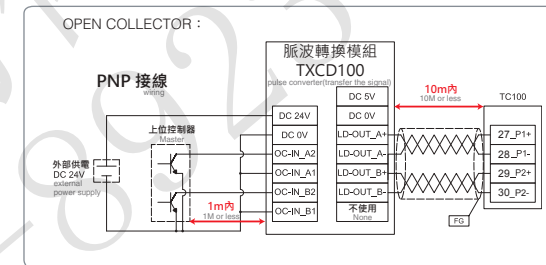 OPEN COLLECTOR：
PNP 接線
wiring
脈波轉換模組
TXCD100
pulse converter(transfer the signal)
10m內
10M or less
TC100
上位控制器
Master
外部供電
DC 24V
external
power supply
1m內
1M or less
DC 24V
DC 0V
OC-IN_A2
OC-IN_A1
OC-IN_B2
OC-IN_B1
DC 5V
DC 0V
LD-OUT_A+
LD-OUT_A-
LD-OUT_B+
LD-OUT_B-
不使用
None
27_P1+
28_P1-
29_P2+
30_P2-
FG